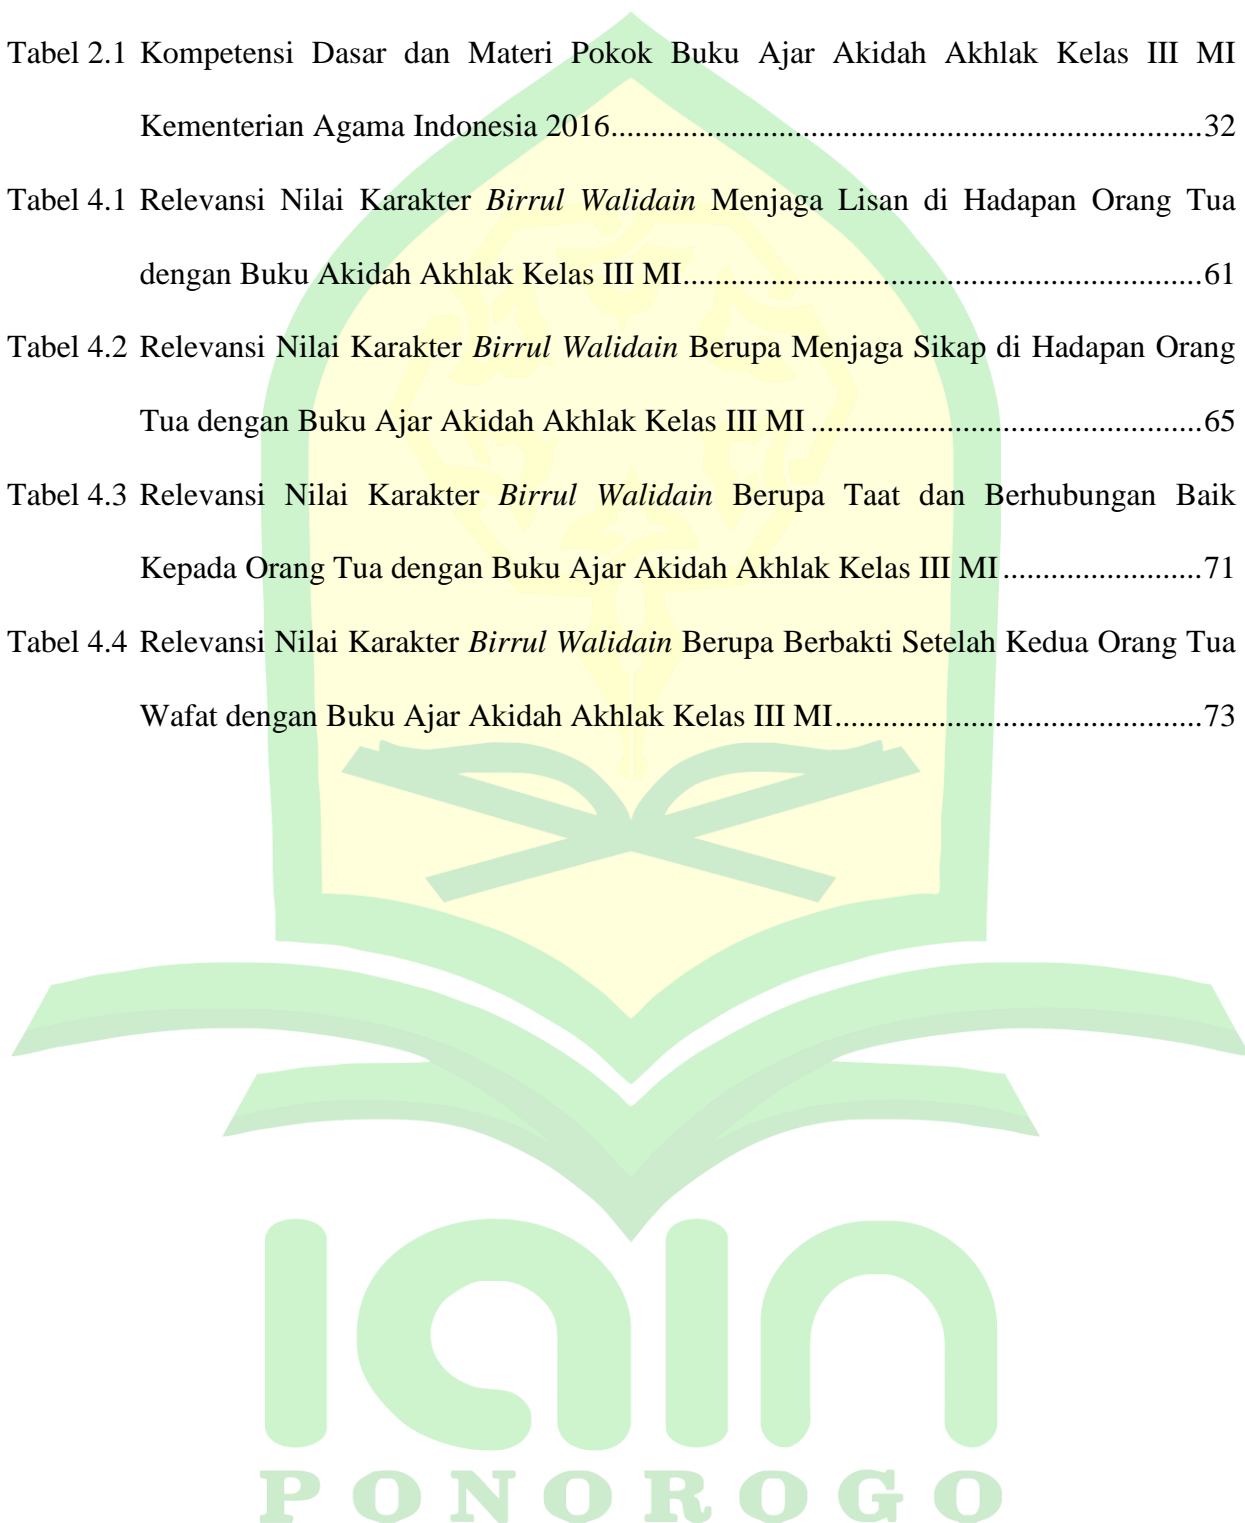 Tabel 2.1 Kompetensi Dasar dan Materi Pokok Buku Ajar Akidah Akhlak Kelas III MI
Kementerian Agama Indonesia 2016..........................................................................32
Tabel 4.1 Relevansi Nilai Karakter Birrul Walidain Menjaga Lisan di Hadapan Orang Tua
dengan Buku Akidah Akhlak Kelas III MI.................................................................61
Tabel 4.2 Relevansi Nilai Karakter Birrul Walidain Berupa Menjaga Sikap di Hadapan Orang
Tua dengan Buku Ajar Akidah Akhlak Kelas III MI.................................................65
Tabel 4.3 Relevansi Nilai Karakter Birrul Walidain Berupa Taat dan Berhubungan Baik
Kepada Orang Tua dengan Buku Ajar Akidah Akhlak Kelas III MI.........................71
Tabel 4.4 Relevansi Nilai Karakter Birrul Walidain Berupa Berbakti Setelah Kedua Orang Tua
Wafat dengan Buku Ajar Akidah Akhlak Kelas III MI..............................................73
iain
PONOROGO